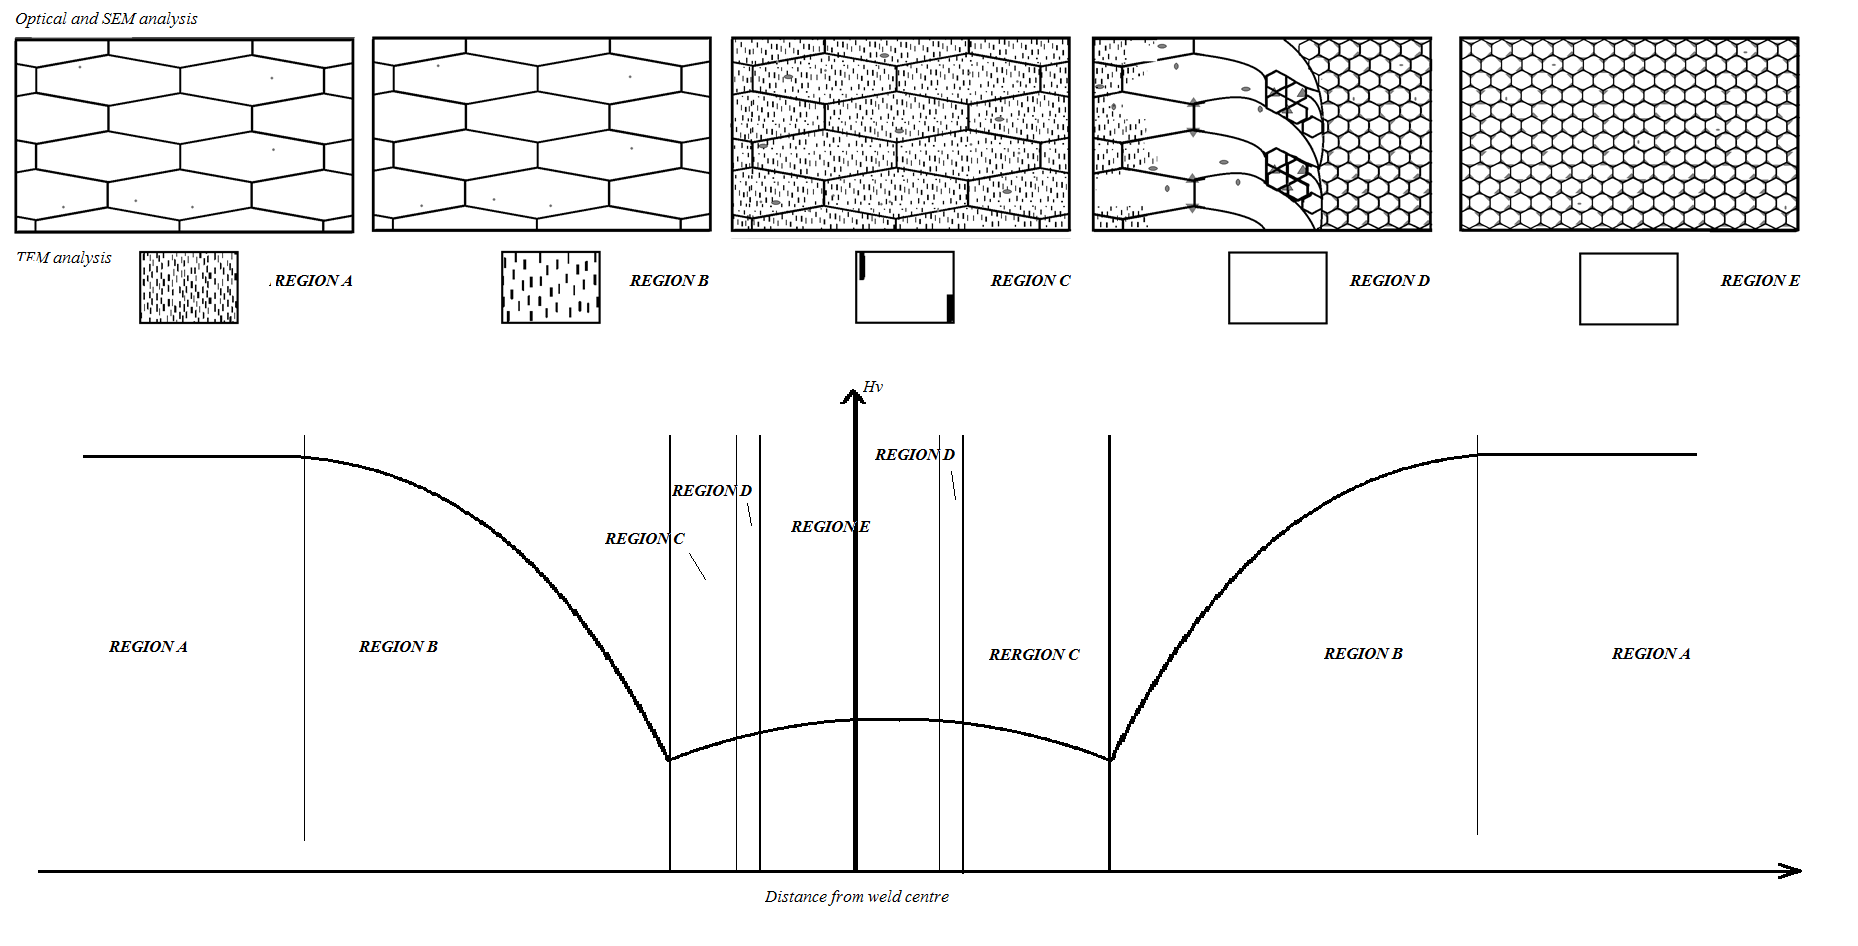 Optical and SEM analysis
TEM analysis
.REGION A
REGION B
REGION C
REGION D
REGION E
Hv
REGION D
REGION D
REGION E
REGION C
REGION A
REGION B
RERGION C
REGION B
REGION A
Distance from weld centre